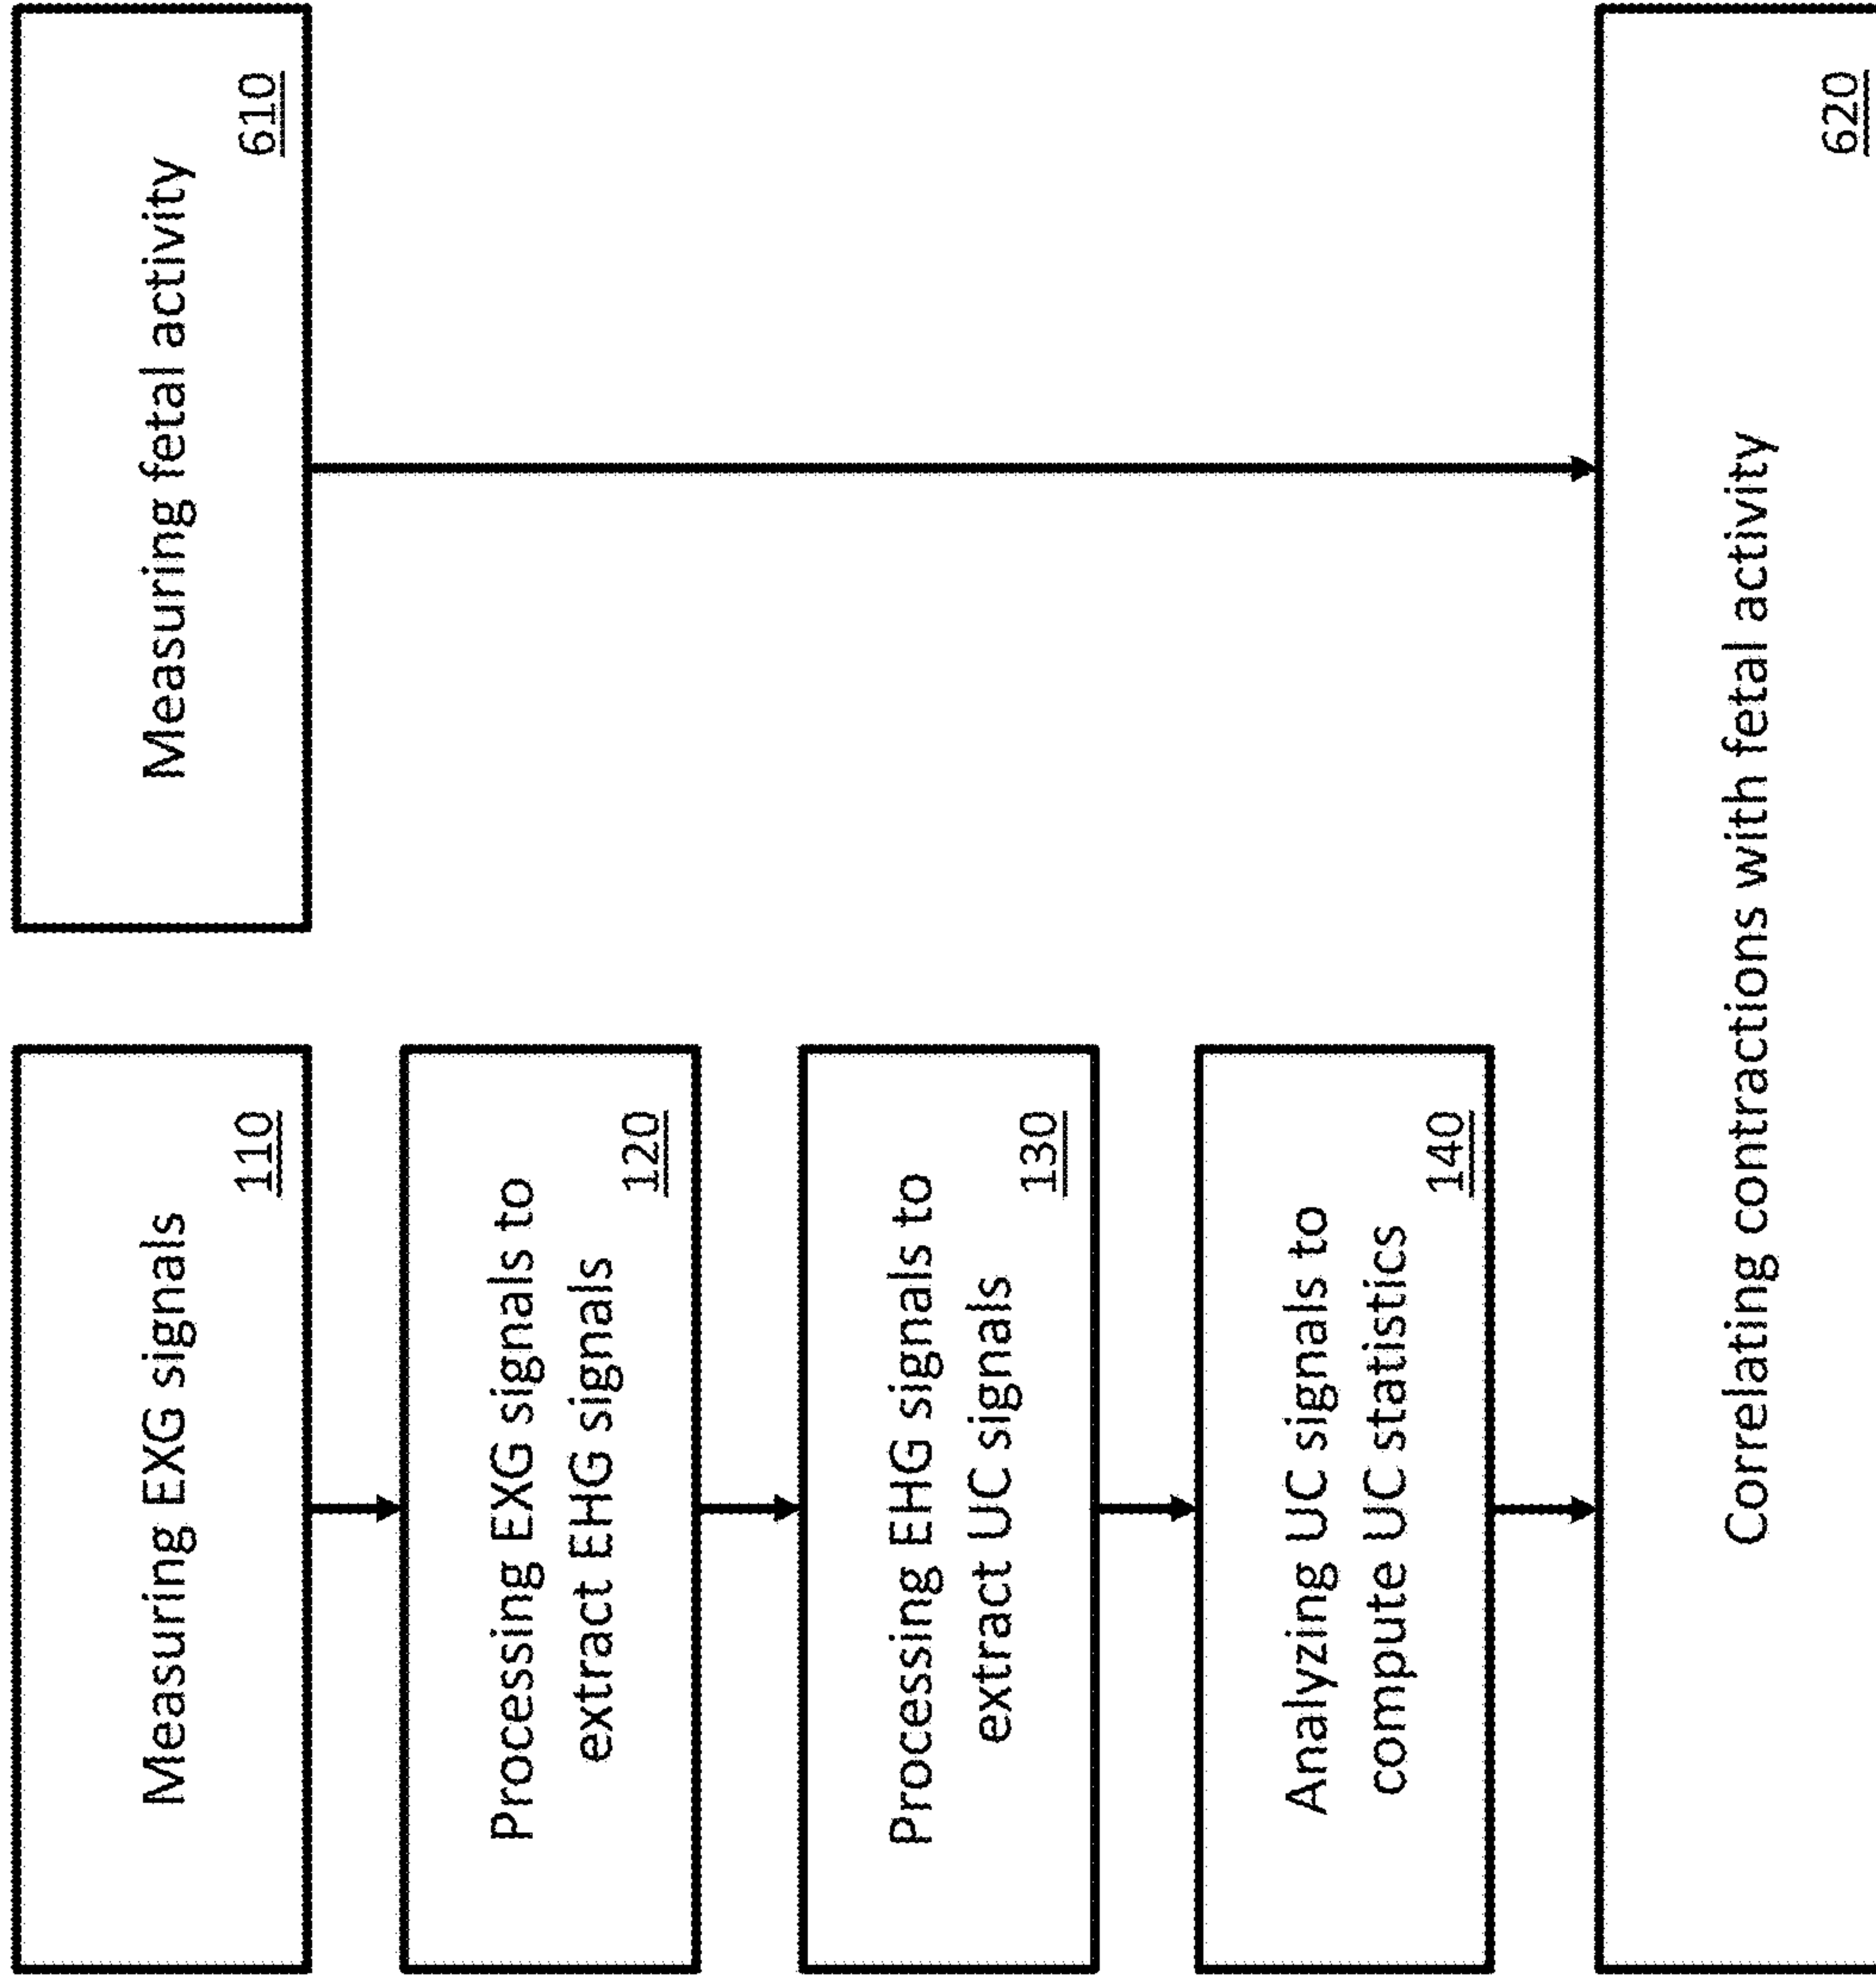 Measuring EXG signals
110
Processing EXG signals to
extract EHG signals
120
Processing EHG signals to
extract UC signals
130
Analyzing UC signals to
compute UC statistics
140
Measuring fetal activity
610
Correlating contractions with fetal activity
620